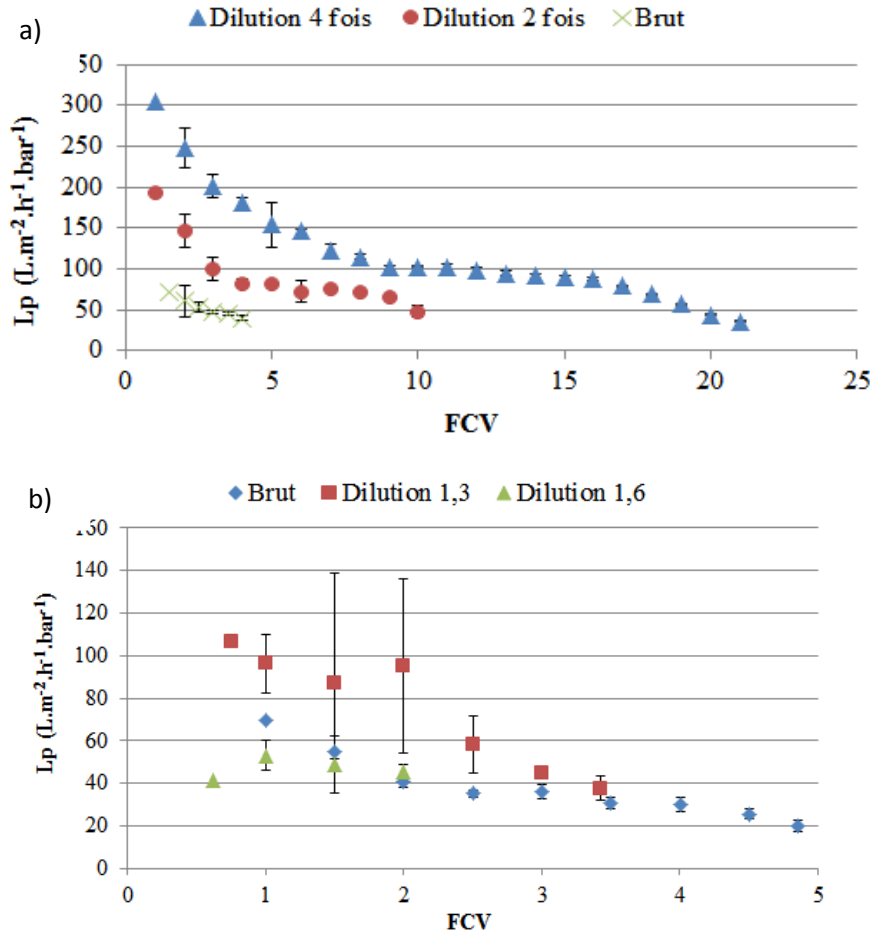 a)
Dilution 4 fois Dilution 2 fois Brut
50
300
250
200
150
100
50
0
Lp (L.m⁻².h⁻¹.bar⁻¹)
0 5 10 15 20 25
FCV
b)
Brut Dilution 1,3 Dilution 1,6
160
140
120
100
80
60
40
20
0
Lp (L.m⁻².h⁻¹.bar⁻¹)
0 1 2 3 4 5
FCV